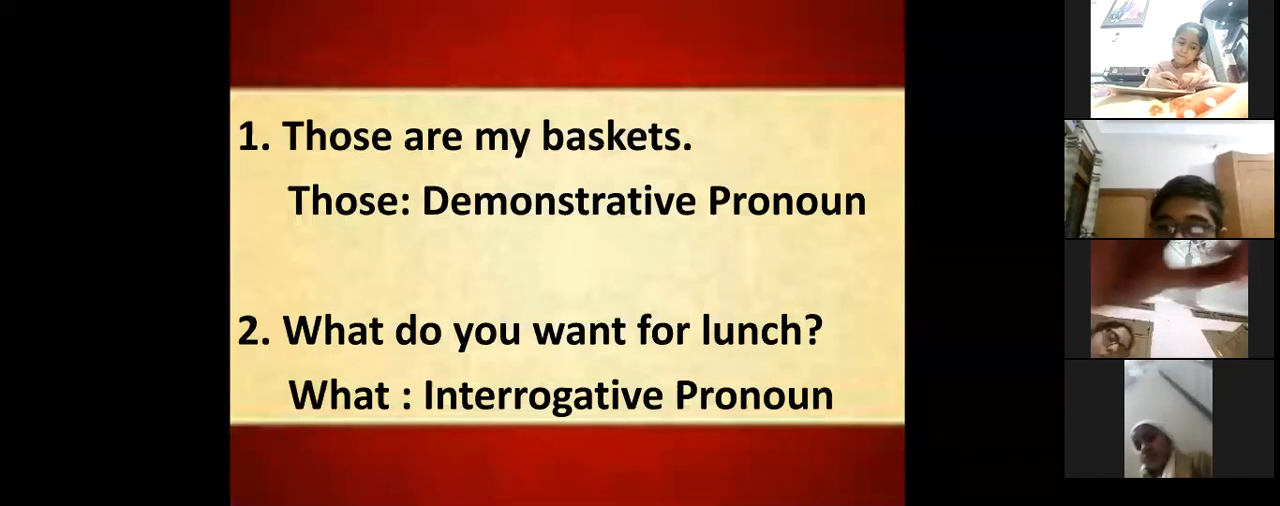 1. Those are my baskets.
Those: Demonstrative Pronoun
2. What do you want for lunch?
What : Interrogative Pronoun